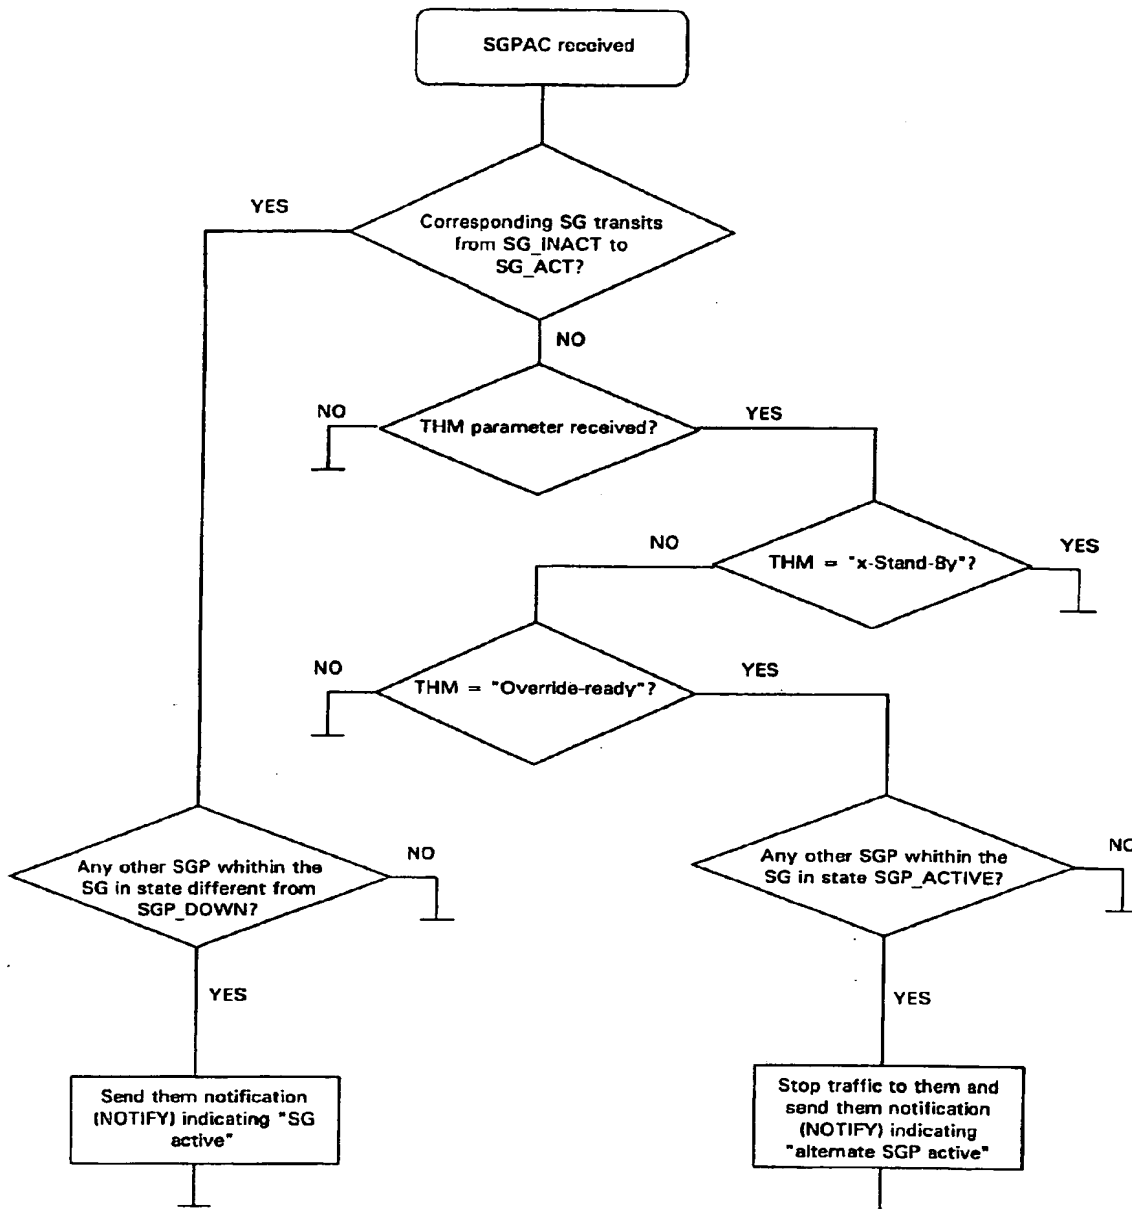 SGPAC received
YES
Corresponding SG transits
from SG_INACT to
SG_ACT?
NO
NO
THM parameter received?
YES
NO
THM = "x-Stand-By"?
YES
NO
THM = "Override-ready"?
YES
Any other SGP whithin the
SG in state different from
SGP_DOWN?
NO
Any other SGP whithin the
SG in state SGP_ACTIVE?
NO
YES
YES
Send them notification
(NOTIFY) indicating "SG
active"
Stop traffic to them and
send them notification
(NOTIFY) indicating
"alternate SGP active"